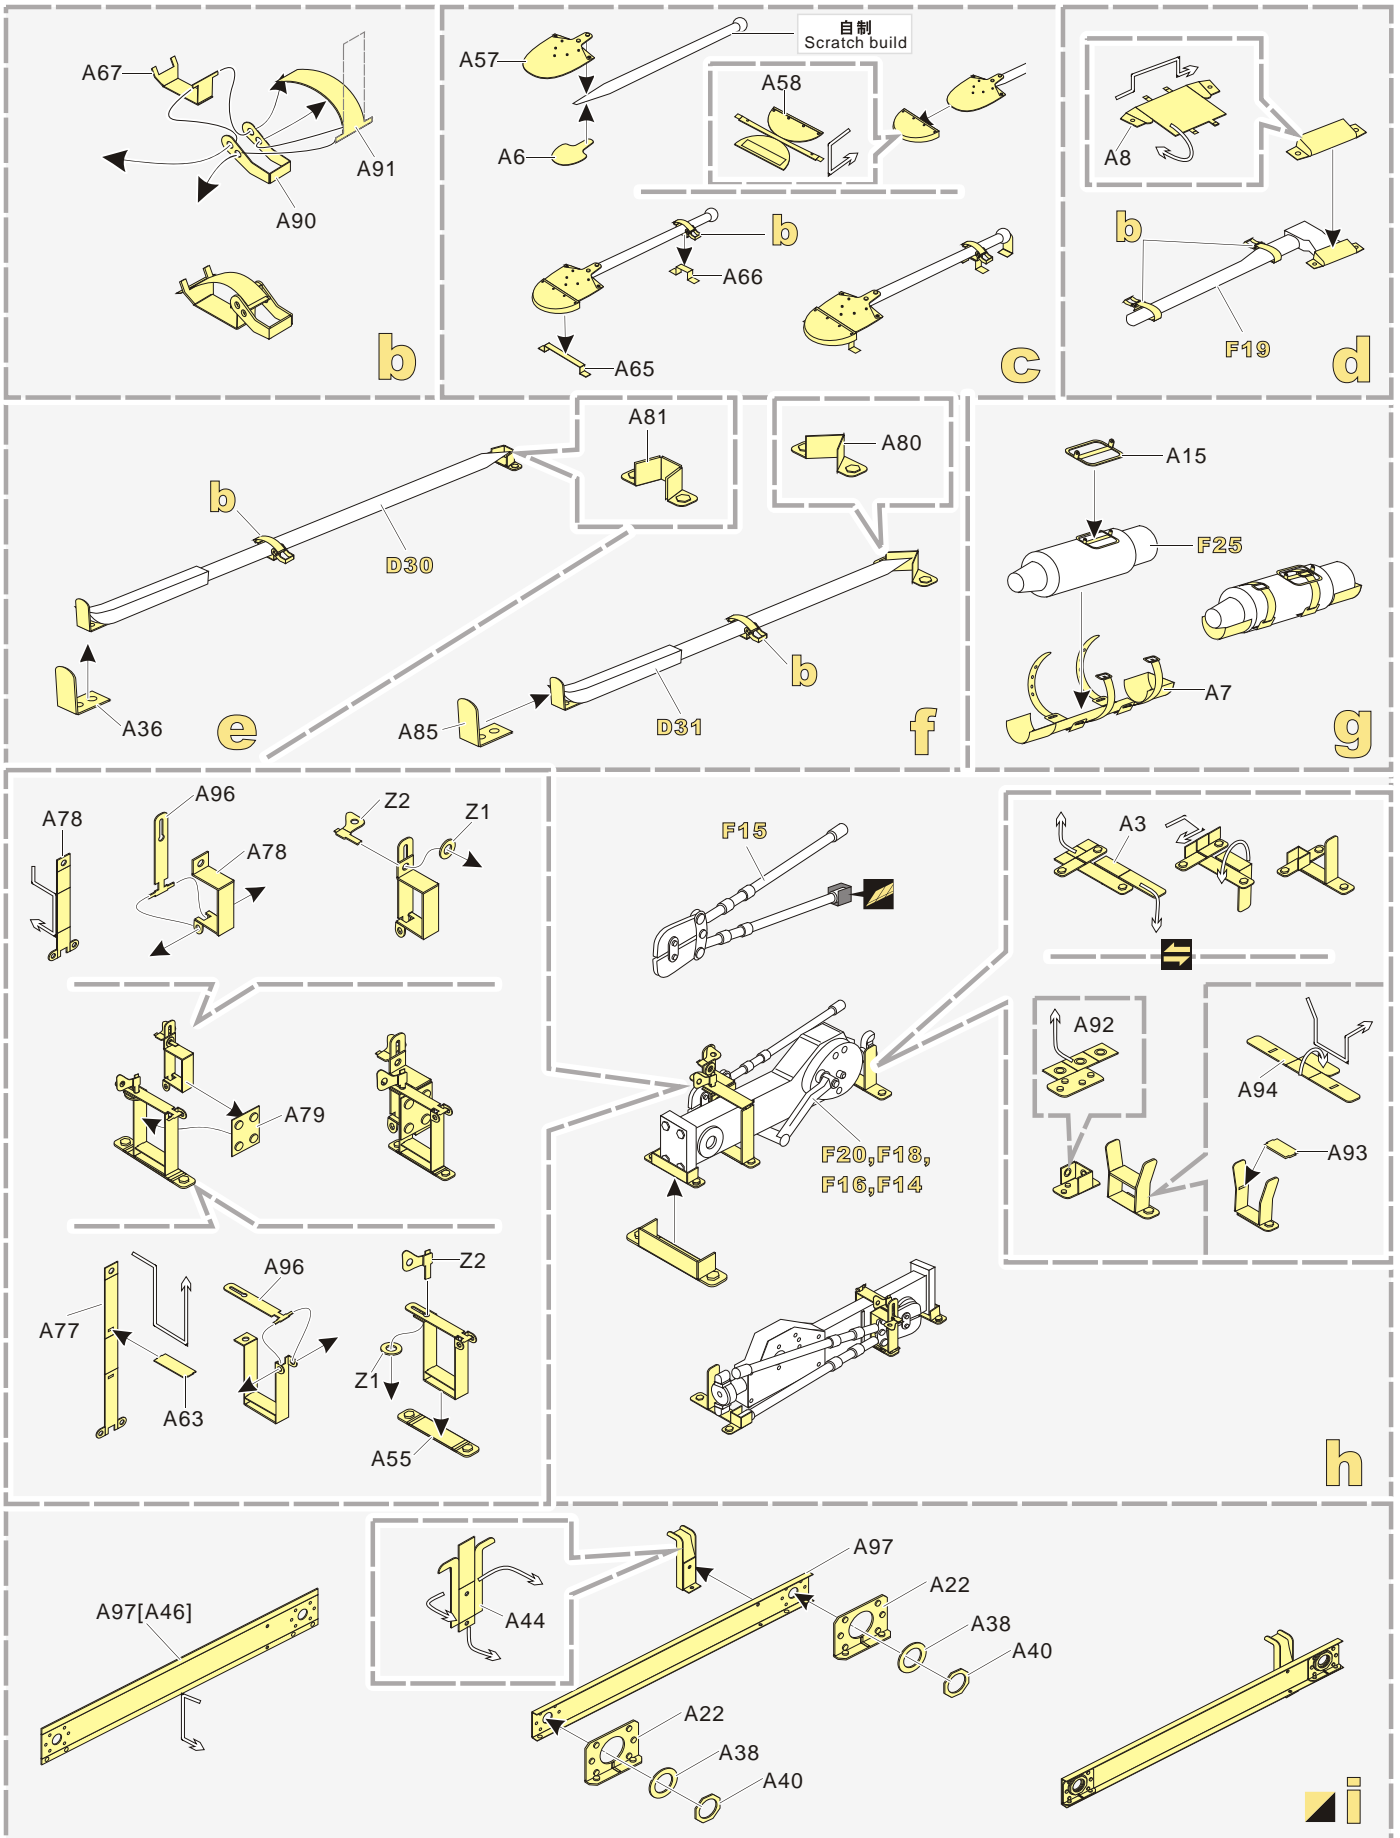 A67
A91
A90
b
A57
自制
Scratch build
A58
A6
b
A66
A65
c
A8
b
F19
d
A81
b
D30
A36
e
A80
b
A85
D31
f
A15
F25
A7
g
A78
A96
A78
Z2
Z1
A79
A77
A63
A96
Z2
Z1
A55
F15
F20,F18,
F16,F14
A3
A92
A94
A93
h
A97[A46]
A44
A97
A22
A38
A40
A22
A38
A40
i